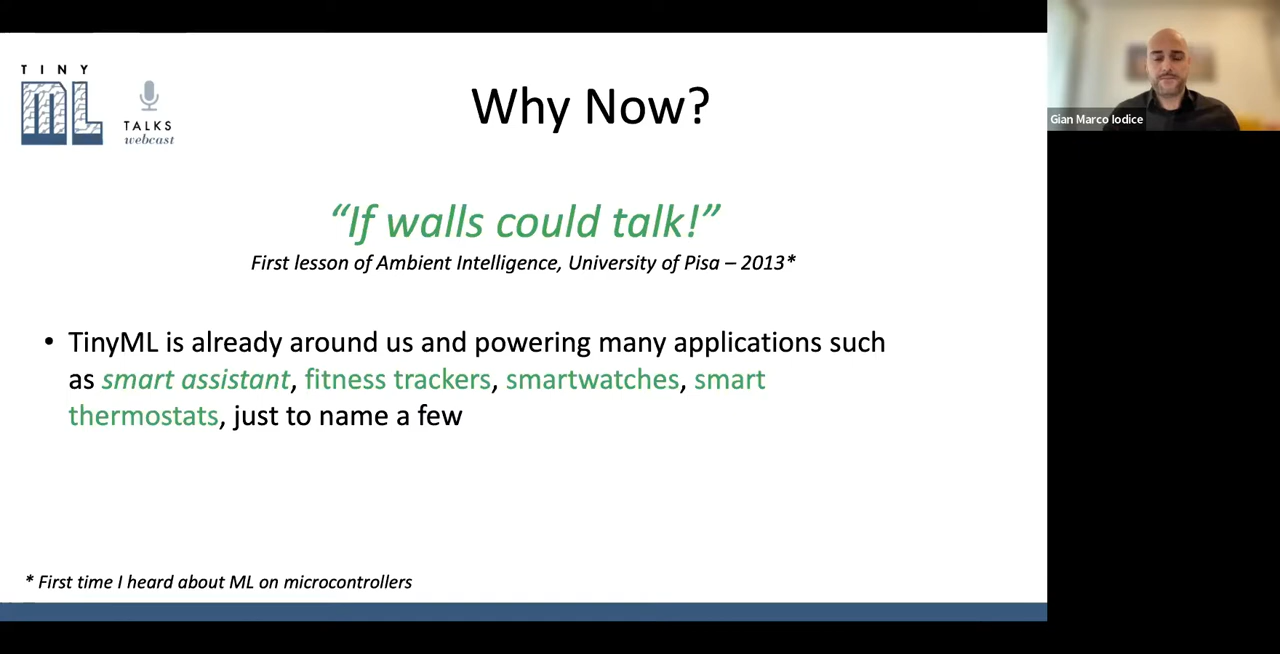 TINY
ML
TALKS
webcast
Why Now?
Gian Marco Iodice
“If walls could talk!”
First lesson of Ambient Intelligence, University of Pisa – 2013*
• TinyML is already around us and powering many applications such
as smart assistant, fitness trackers, smartwatches, smart
thermostats, just to name a few
* First time I heard about ML on microcontrollers